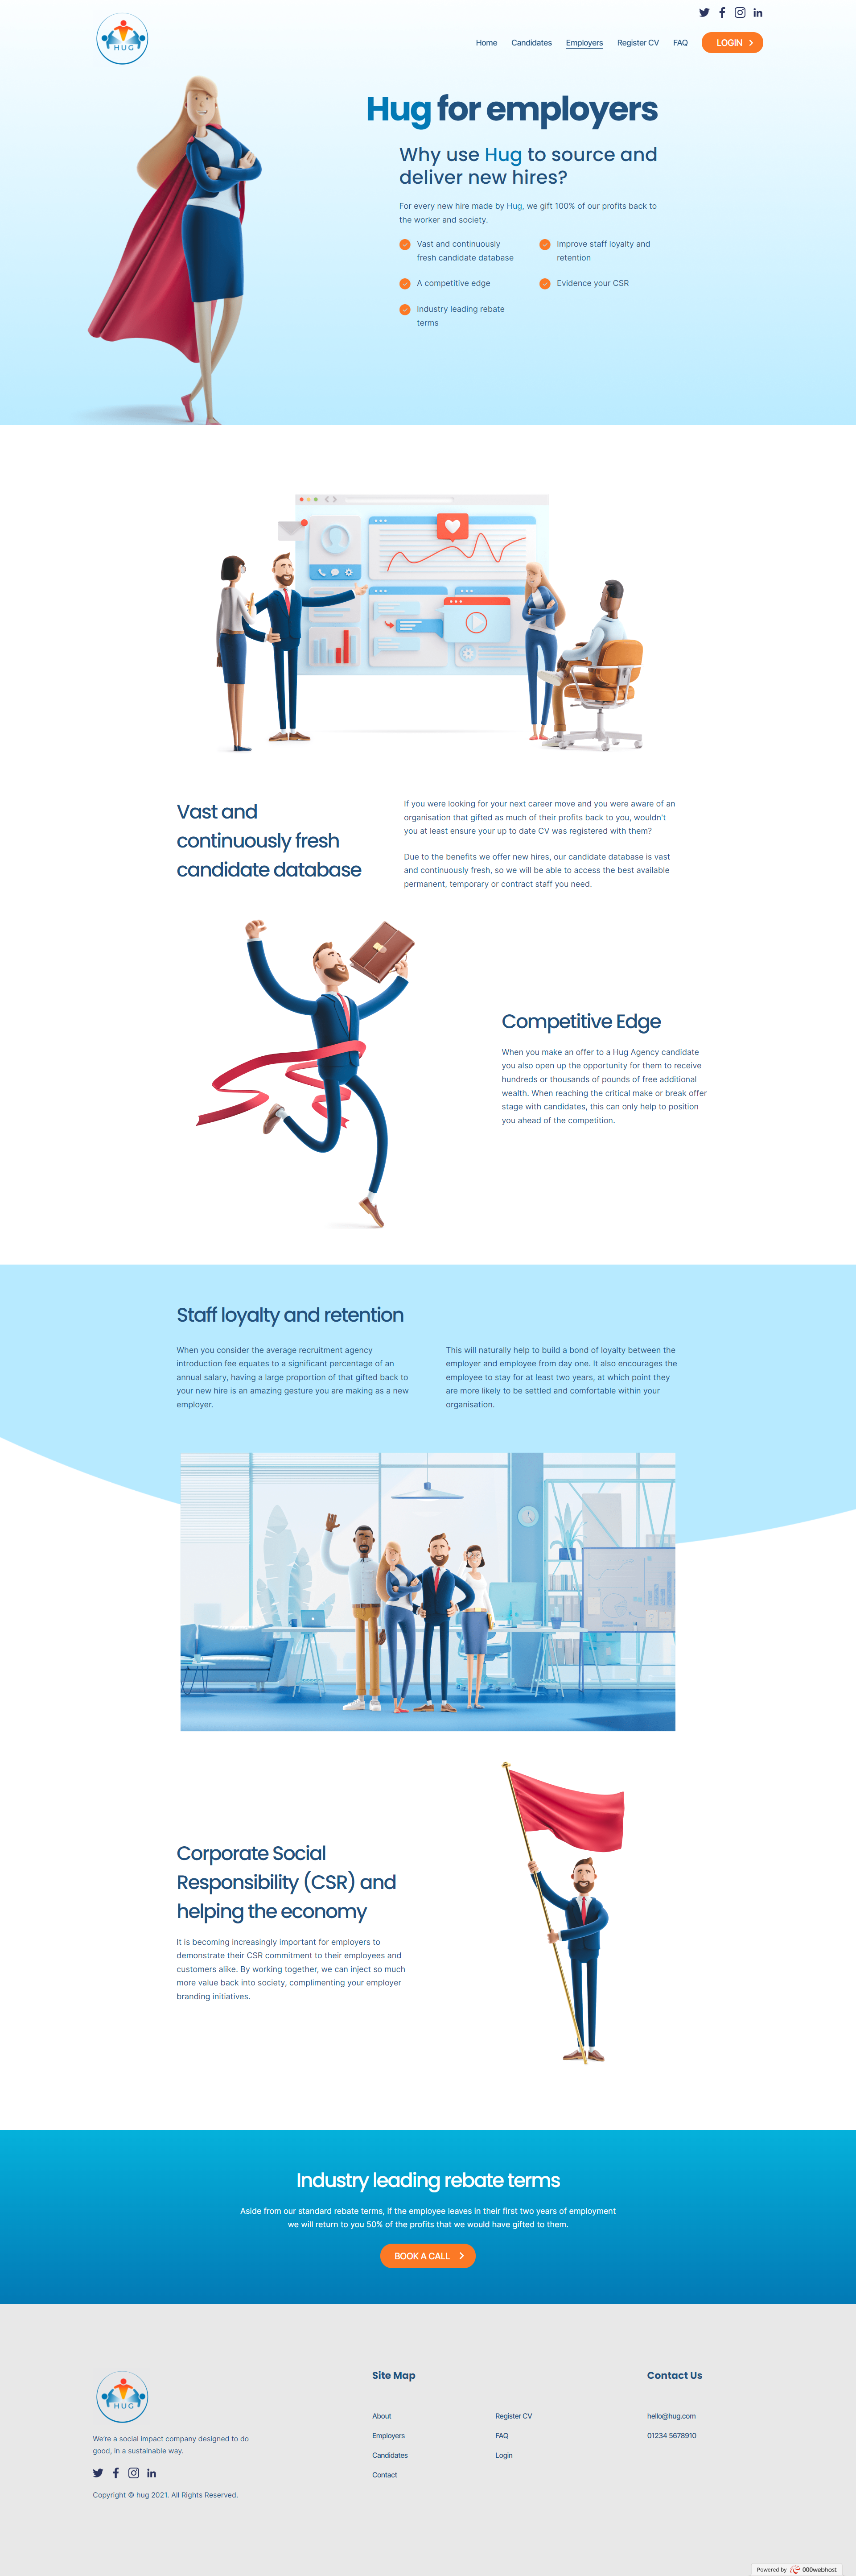 HUG
Home Candidates Employers Register CV FAQ LOGIN
Hug for employers
Why use Hug to source and
deliver new hires?
For every new hire made by Hug, we gift 100% of our profits back to
the worker and society.
Vast and continuously
fresh candidate database
Improve staff loyalty and
retention
A competitive edge
Evidence your CSR
Industry leading rebate
terms
Vast and
continuously fresh
candidate database
If you were looking for your next career move and you were aware of an
organisation that gifted as much of their profits back to you, wouldn't
you at least ensure your up to date CV was registered with them?
Due to the benefits we offer new hires, our candidate database is vast
and continuously fresh, so we will be able to access the best available
permanent, temporary or contract staff you need.
Competitive Edge
When you make an offer to a Hug Agency candidate
you also open up the opportunity for them to receive
hundreds or thousands of pounds of free additional
wealth. When reaching the critical make or break offer
stage with candidates, this can only help to position
you ahead of the competition.
Staff loyalty and retention
When you consider the average recruitment agency
introduction fee equates to a significant percentage of an
annual salary, having a large proportion of that gifted back to
your new hire is an amazing gesture you are making as a new
employer.
This will naturally help to build a bond of loyalty between the
employer and employee from day one. It also encourages the
employee to stay for at least two years, at which point they
are more likely to be settled and comfortable within your
organisation.
Corporate Social
Responsibility (CSR) and
helping the economy
It is becoming increasingly important for employers to
demonstrate their CSR commitment to their employees and
customers alike. By working together, we can inject so much
more value back into society, complimenting your employer
branding initiatives.
Industry leading rebate terms
Aside from our standard rebate terms, if the employee leaves in their first two years of employment
we will return to you 50% of the profits that we would have gifted to them.
BOOK A CALL
HUG
We're a social impact company designed to do
good, in a sustainable way.
Copyright © hug 2021. All Rights Reserved.
Site Map
About
Employers
Candidates
Contact
Register CV
FAQ
Login
Contact Us
hello@hug.com
01234 5678910
Powered by 000webhost